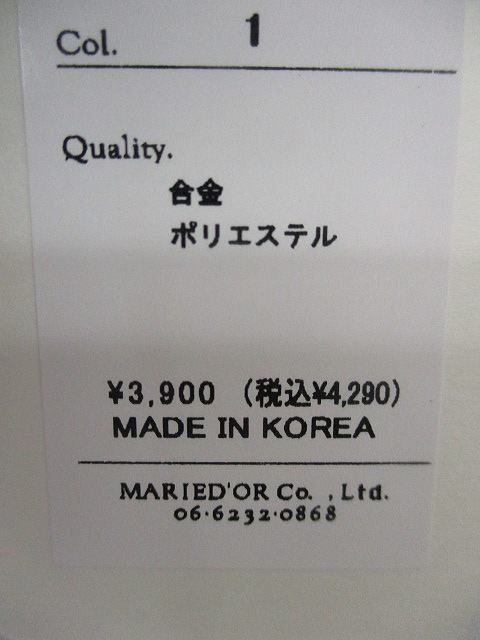 Col. 1
Quality.
合金
ポリエステル
¥3,900 (税込¥4,290)
MADE IN KOREA
MARIED'OR Co. ,Ltd.
06·6232·0868